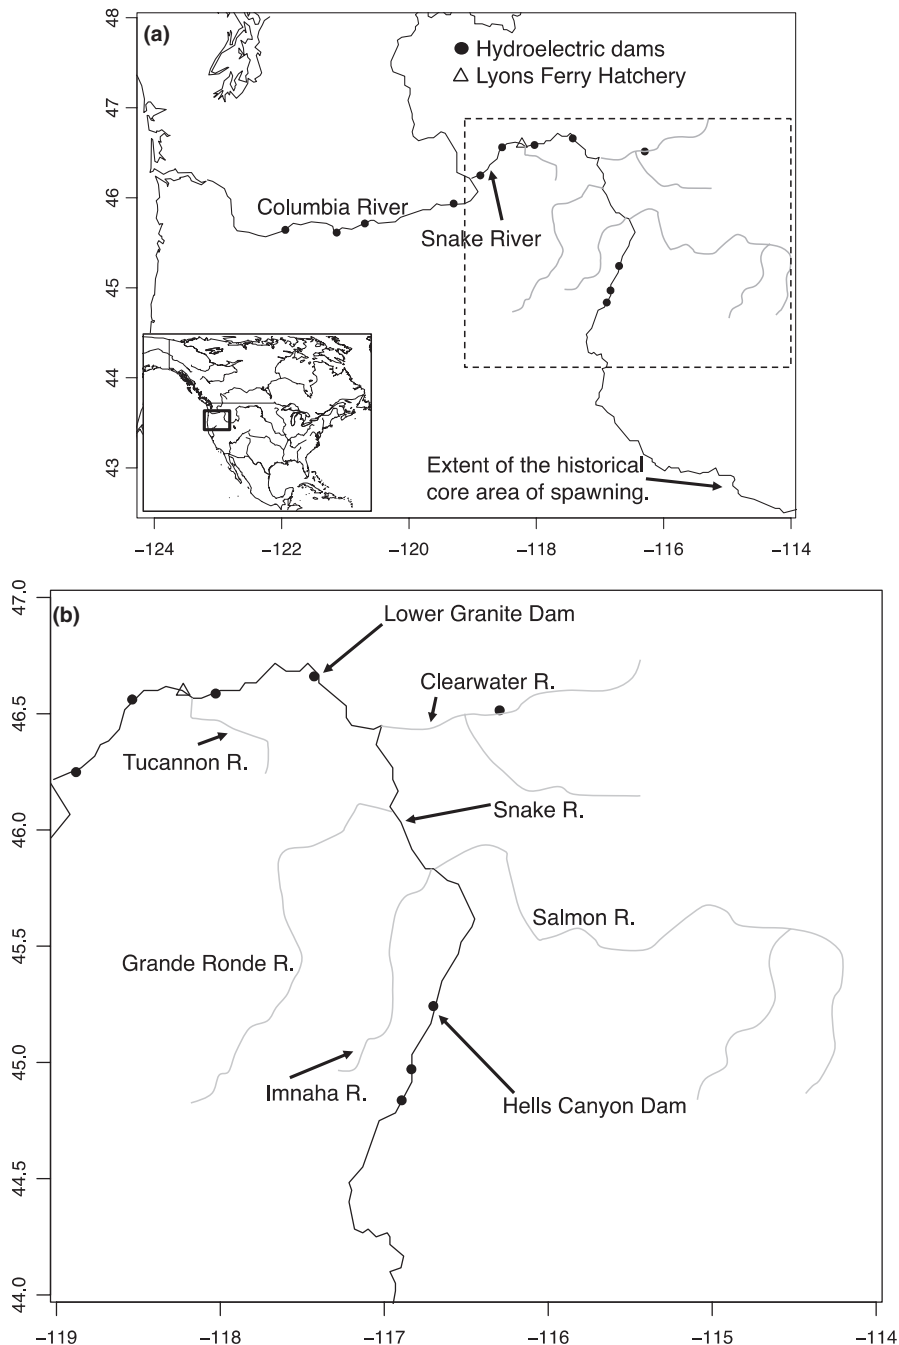 (a)
Hydroelectric dams
Lyons Ferry Hatchery
Columbia River
Snake River
Extent of the historical
core area of spawning.
48
47
46
45
44
43
−124
−122
−120
−118
−116
−114
(b)
Lower Granite Dam
Clearwater R.
Tucannon R.
Snake R.
Salmon R.
Grande Ronde R.
Imnaha R.
Hells Canyon Dam
47.0
46.5
46.0
45.5
45.0
44.5
44.0
−119
−118
−117
−116
−115
−114